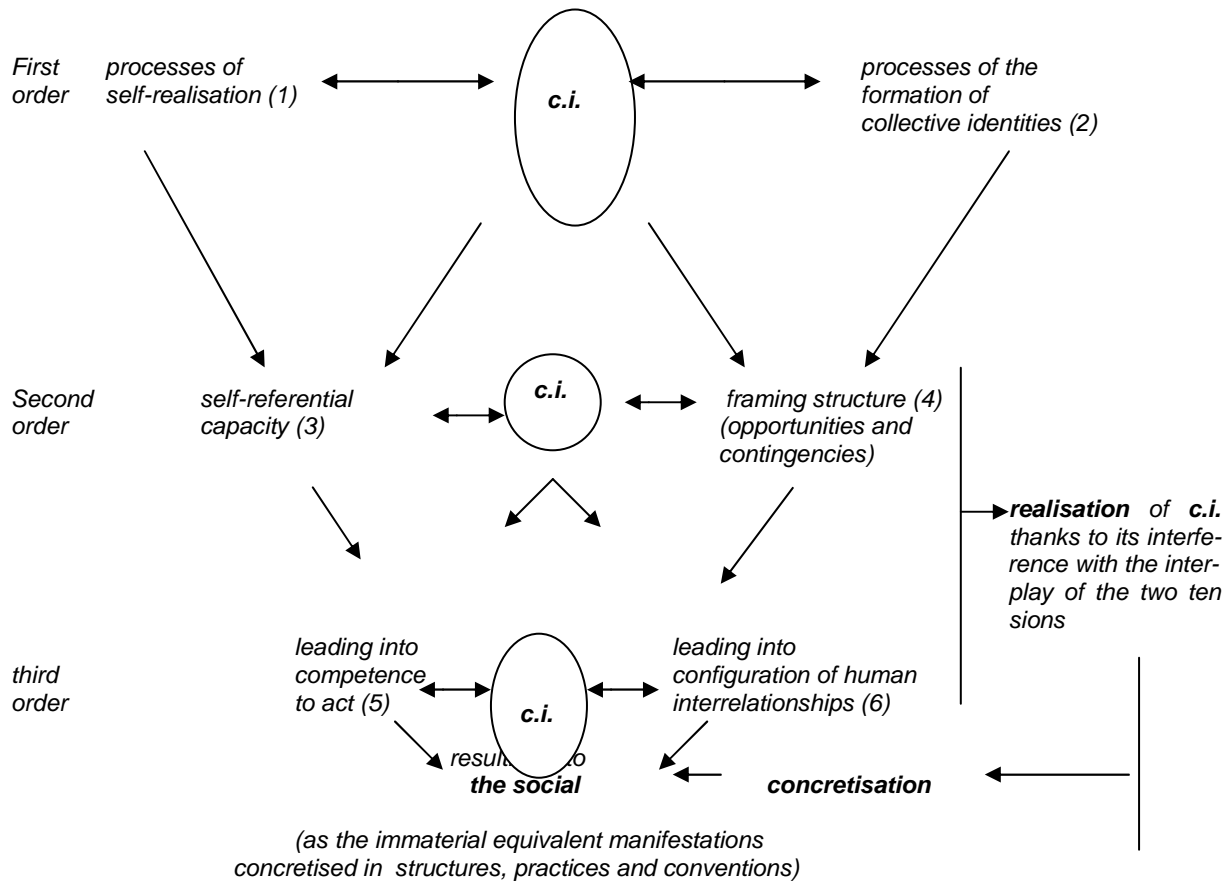 First order
processes of
self-realisation (1)
c.i.
processes of the
formation of
collective identities (2)
Second
order
self-referential
capacity (3)
c.i.
framing structure (4)
(opportunities and
contingencies)
realisation of c.i.
thanks to its interfe-
rence with the inter-
play of the two ten
sions
third
order
leading into
competence
to act (5)
c.i.
leading into
configuration of human
interrelationships (6)
the social
concretisation
(as the immaterial equivalent manifestations
concretised in structures, practices and conventions)